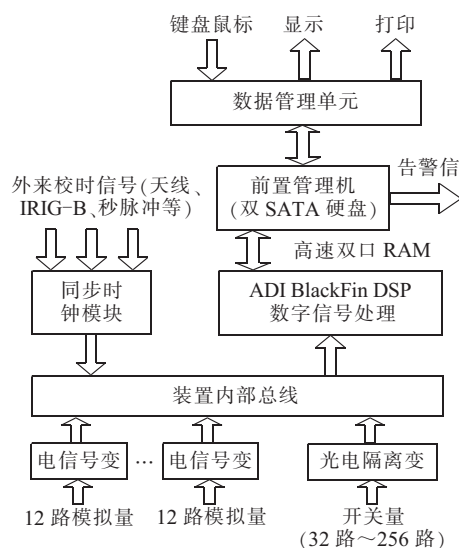 键盘鼠标 显示 打印
数据管理单元
告警信
外来校时信号(天线、
IRIG-B、秒脉冲等)
前置管理机
(双 SATA 硬盘)
高速双口 RAM
同步时
钟模块
ADI BlackFin DSP
数字信号处理
装置内部总线
电信号变 … 电信号变 光电隔离变
12 路模拟量 12 路模拟量 开关量
(32 路～256 路)